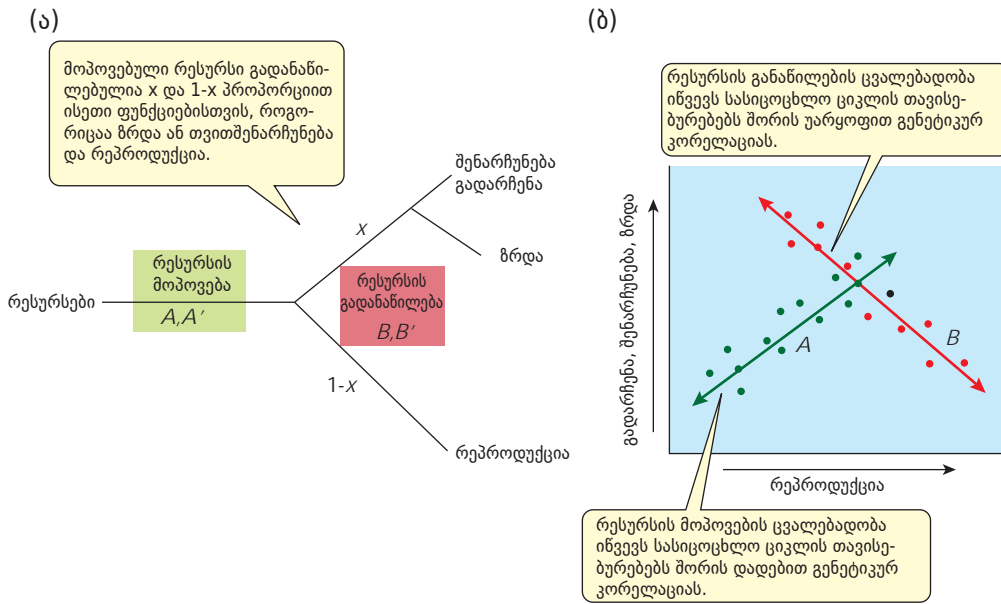 (ა)
მოპოვებული რესურსი გადანაწი-
ლებულია x და 1-x პროპორციით
ისეთი ფუნქციებისთვის, როგო-
რიცაა ზრდა ან თვითშენარჩუნება
და რეპროდუქცია.
შენარჩუნება
გადარჩენა
x
ზრდა
რესურსის
მოპოვება
A,A′
რესურსები
რესურსის
გადანაწილება
B,B′
1-x
რეპროდუქცია
(ბ)
რესურსის განაწილების ცვალებადობა
იწვევს სასიცოცხლო ციკლის თავისე-
ბურებებს შორის უარყოფით გენეტიკურ
კორელაციას.
გადარჩენა, შენარჩუნება, ზრდა
A
B
რეპროდუქცია
რესურსის მოპოვების ცვალებადობა
იწვევს სასიცოცხლო ციკლის თავისე-
ბურებებს შორის დადებით გენეტიკურ
კორელაციას.